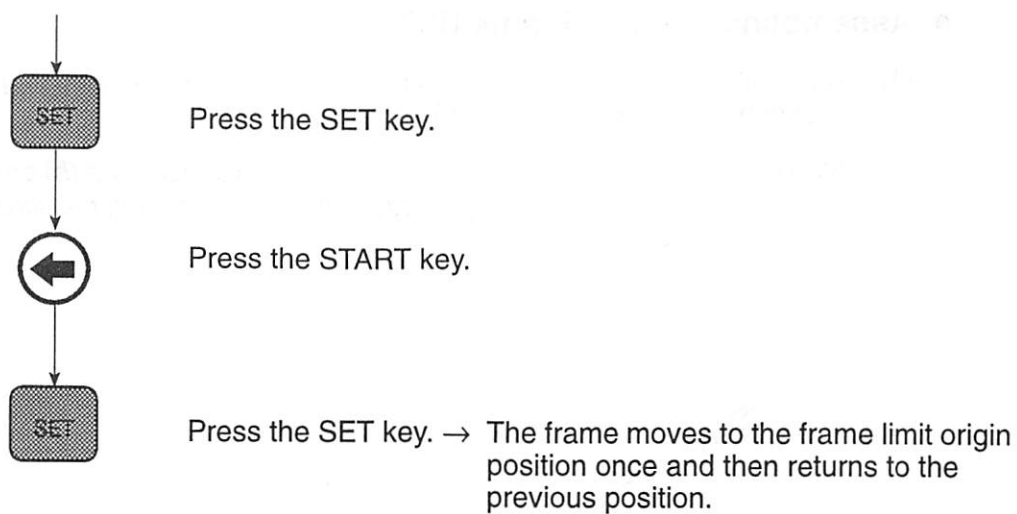 SET
Press the SET key.
Press the START key.
SET
Press the SET key. → The frame moves to the frame limit origin
position once and then returns to the
previous position.